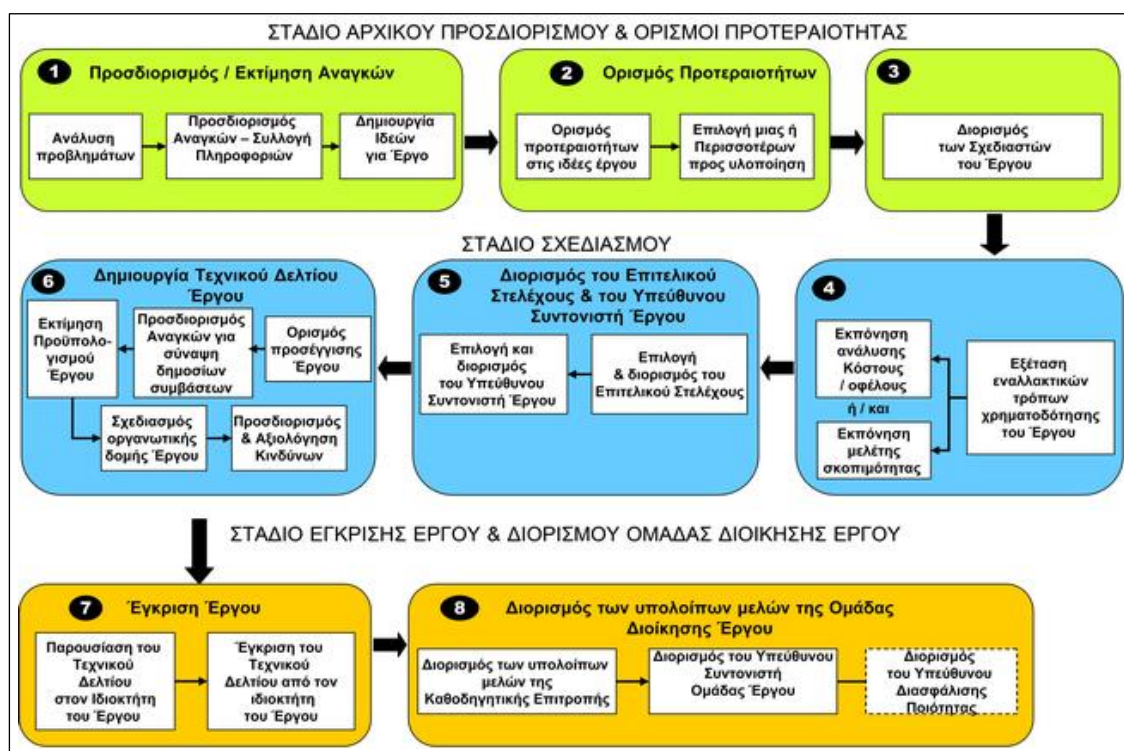 ΣΤΑΔΙΟ ΑΡΧΙΚΟΥ ΠΡΟΣΔΙΟΡΙΣΜΟΥ & ΟΡΙΣΜΟΙ ΠΡΟΤΕΡΑΙΟΤΗΤΑΣ
1
Προσδιορισμός / Εκτίμηση Αναγκών
Ανάλυση
προβλημάτων
Προσδιορισμός
Αναγκών – Συλλογή
Πληροφοριών
Δημιουργία
Ιδεών
για Έργο
2
Ορισμός Προτεραιοτήτων
Ορισμός
προτεραιοτήτων
στις ιδέες έργου
Επιλογή μιας ή
Περισσοτέρων
προς υλοποίηση
3
Διορισμός
των Σχεδιαστών
του Έργου
ΣΤΑΔΙΟ ΣΧΕΔΙΑΣΜΟΥ
4
Εξέταση
εναλλακτικών
τρόπων
χρηματοδότησης
του Έργου
Εκπόνηση
ανάλυσης
Κόστους
/ οφέλους
ή / και
Εκπόνηση
μελέτης
σκοπιμότητας
5
Διορισμός του Επιτελικού
Στελέχους & του Υπεύθυνου
Συντονιστή Έργου
Επιλογή
& διορισμός του
Επιτελικού Στελέχους
Επιλογή και
διορισμός
του Υπεύθυνου
Συντονιστή Έργου
6
Δημιουργία Τεχνικού Δελτίου
Έργου
Ορισμός
προσέγγισης
Έργου
Προσδιορισμός
Αναγκών για
σύναψη
δημοσίων
συμβάσεων
Εκτίμηση
Προϋπολο-
γισμού
Έργου
Σχεδιασμός
οργανωτικής
δομής Έργου
Προσδιορισμός
& Αξιολόγηση
Κινδύνων
ΣΤΑΔΙΟ ΕΓΚΡΙΣΗΣ ΕΡΓΟΥ & ΔΙΟΡΙΣΜΟΥ ΟΜΑΔΑΣ ΔΙΟΙΚΗΣΗΣ ΕΡΓΟΥ
7
Έγκριση Έργου
Παρουσίαση του
Τεχνικού
Δελτίου
στον Ιδιοκτήτη
του Έργου
Έγκριση του
Τεχνικού
Δελτίου από τον
ιδιοκτήτη
του Έργου
8
Διορισμός των υπολοίπων μελών της Ομάδας
Διοίκησης Έργου
Διορισμός των υπολοίπων
μελών της
Καθοδηγητικής Επιτροπής
Διορισμός του Υπεύθυνου
Συντονιστή
Ομάδας Έργου
Διορισμός
του Υπεύθυνου
Διασφάλισης
Ποιότητας